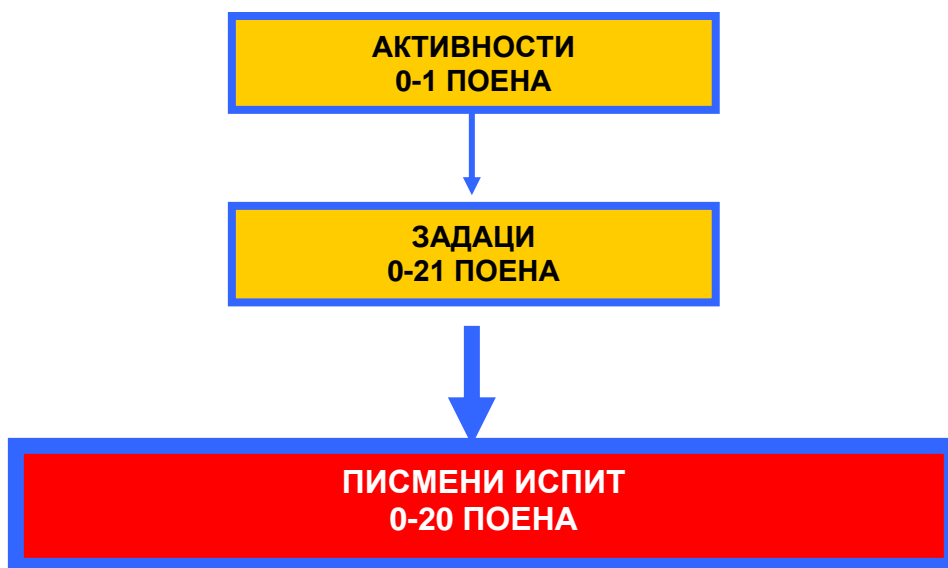 АКТИВНОСТИ
0-1 ПОЕНА
ЗАДАЦИ
0-21 ПОЕНА
ПИСМЕНИ ИСПИТ
0-20 ПОЕНА